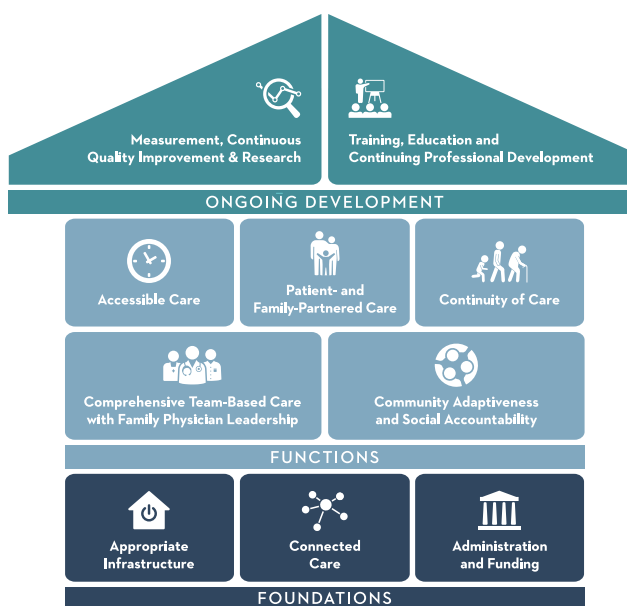 Measurement, Continuous
Quality Improvement & Research
Training, Education and
Continuing Professional Development
ONGOING DEVELOPMENT
Accessible Care
Patient- and
Family-Partnered Care
Continuity of Care
Comprehensive Team-Based Care
with Family Physician Leadership
Community Adaptiveness
and Social Accountability
FUNCTIONS
Appropriate
Infrastructure
Connected
Care
Administration
and Funding
FOUNDATIONS